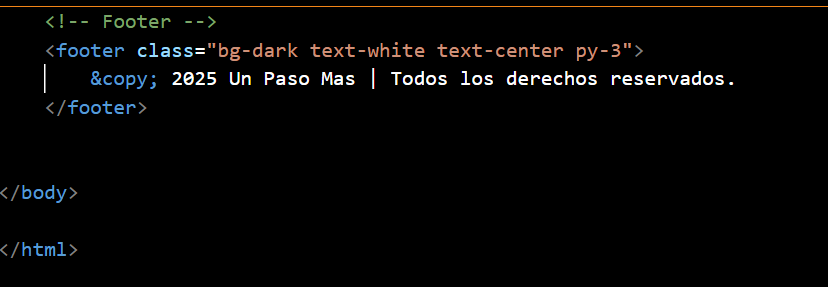 <!-- Footer -->
<footer class="bg-dark text-white text-center py-3">
&copy; 2025 Un Paso Mas | Todos los derechos reservados.
</footer>
</body>
</html>